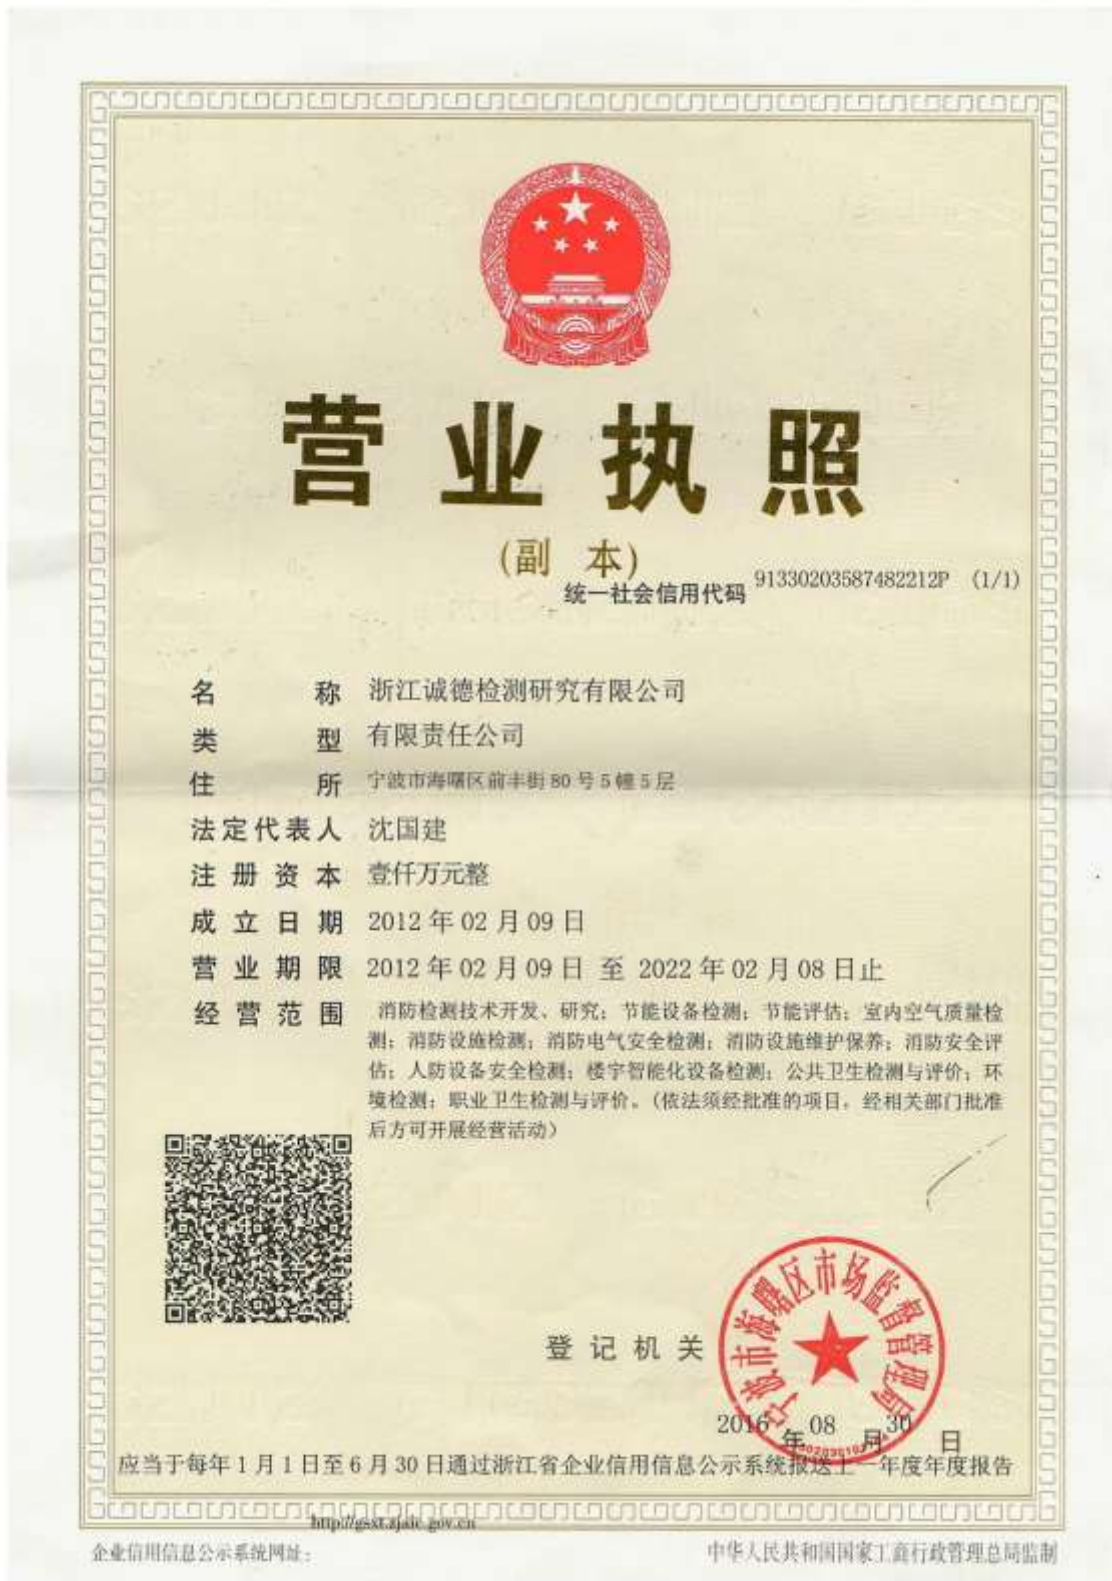 营业执照
(副 本)
统一社会信用代码 91330203587482212P (1/1)
名 称 浙江诚德检测研究有限公司
类 型 有限责任公司
住 所 宁波市海曙区前丰街80号5幢5层
法定代表人 沈国建
注册资本 壹仟万元整
成立日期 2012年02月09日
营业期限 2012年02月09日 至 2022年02月08日止
经营范围 消防检测技术开发、研究；节能设备检测；节能评估；室内空气质量检
测；消防设施检测；消防电气安全检测；消防设施维护保养；消防安全评
估；人防设备安全检测；楼宇智能化设备检测；公共卫生检测与评价；环
境检测；职业卫生检测与评价。(依法须经批准的项目，经相关部门批准
后方可开展经营活动)
宁波市海曙区市场监督管理局
登记机关
2016年08月30日
应当于每年1月1日至6月30日通过浙江省企业信用信息公示系统报送上一年度年度报告
http://gsxt.zjaic.gov.cn
企业信用信息公示系统网址：
中华人民共和国国家工商行政管理总局监制